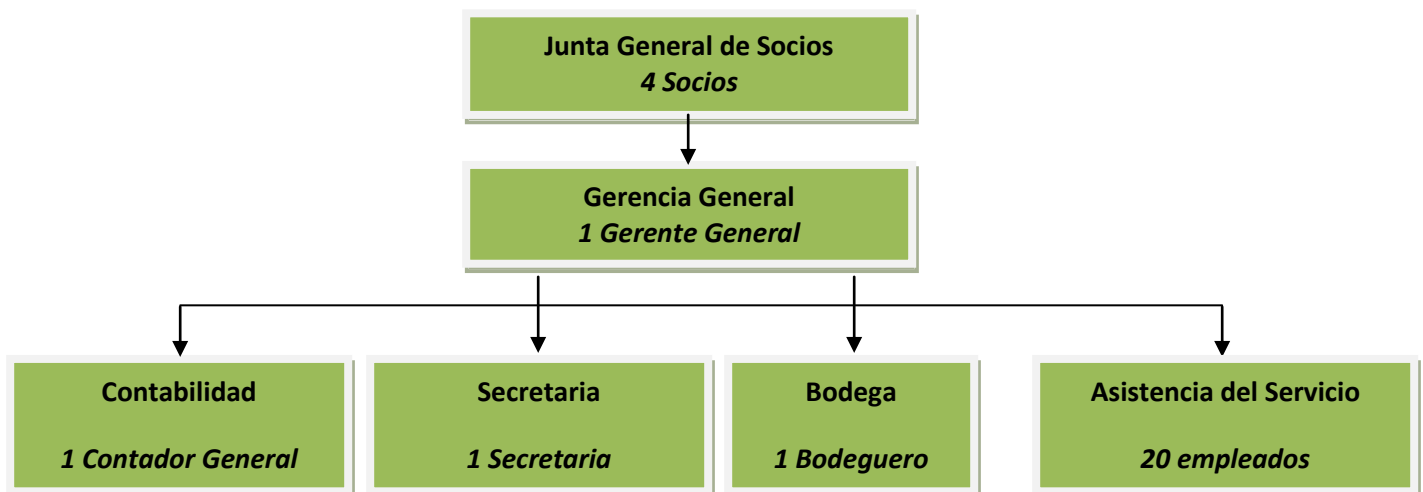 Junta General de Socios
4 Socios
Gerencia General
1 Gerente General
Contabilidad
1 Contador General
Secretaria
1 Secretaria
Bodega
1 Bodeguero
Asistencia del Servicio
20 empleados